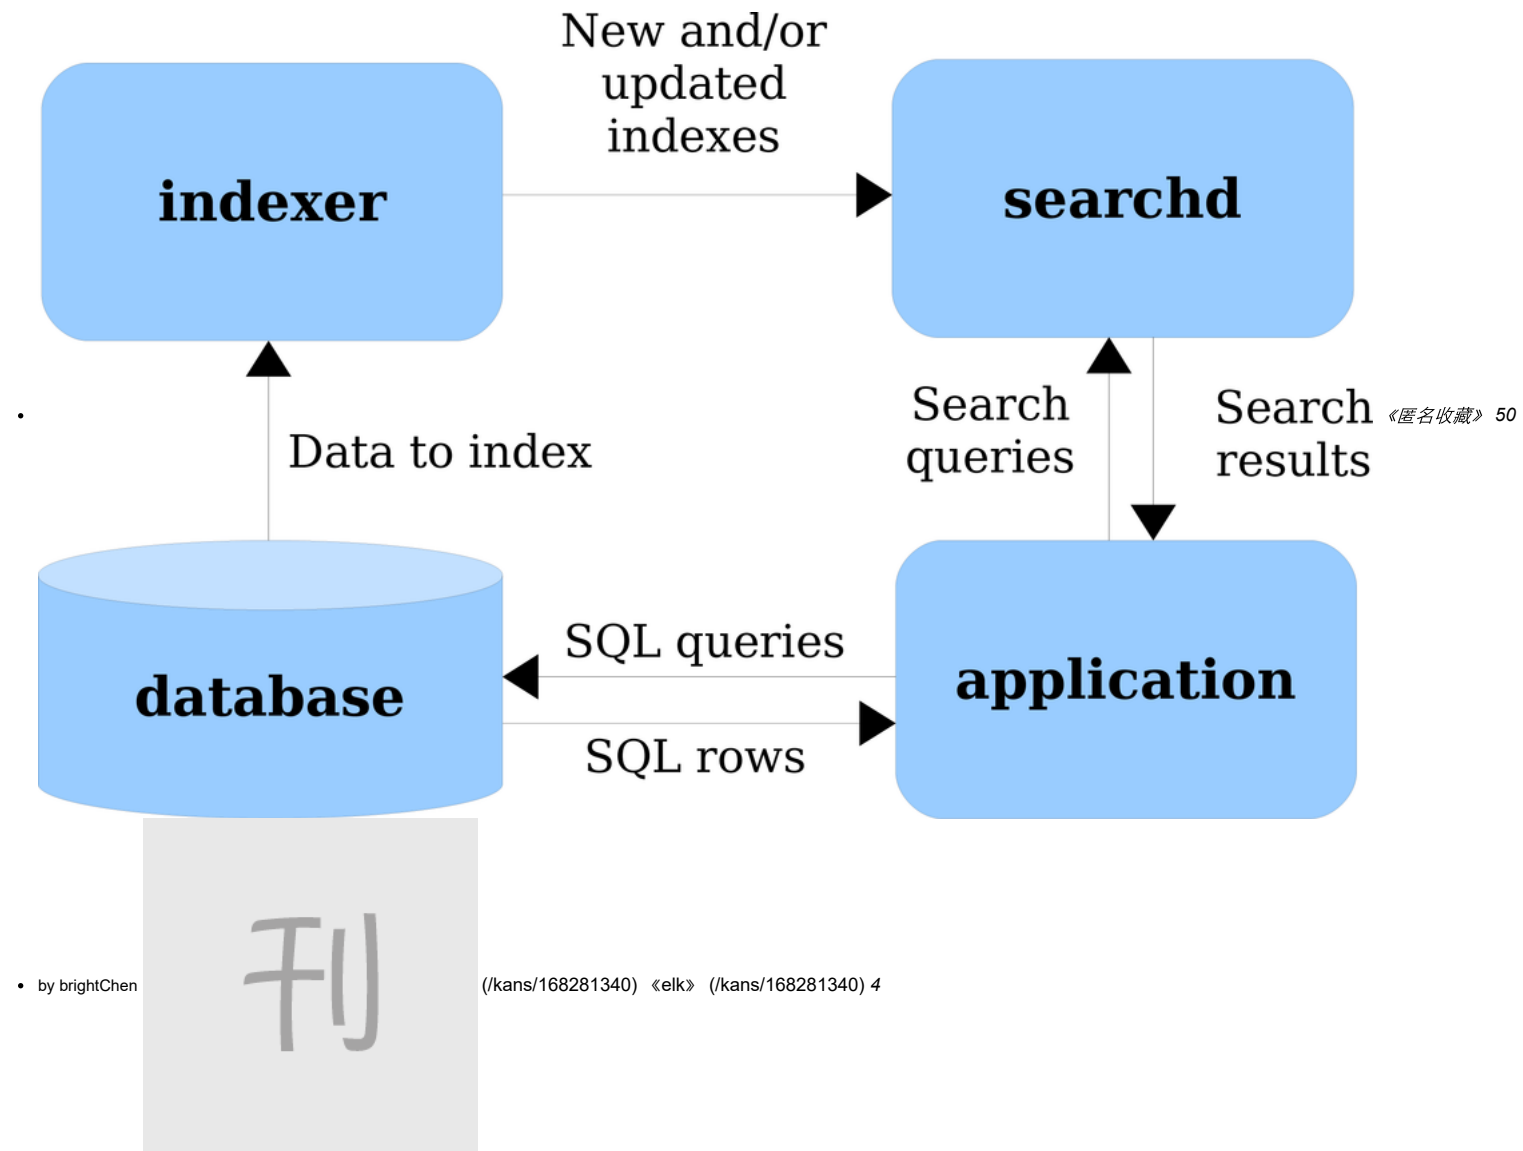 New and/or
updated
indexes
indexer
searchd
Search
queries
Search
results
《匿名收藏》 50
Data to index
SQL queries
database
application
SQL rows
刊
by brightChen
(/kans/168281340) 《elk》 (/kans/168281340) 4